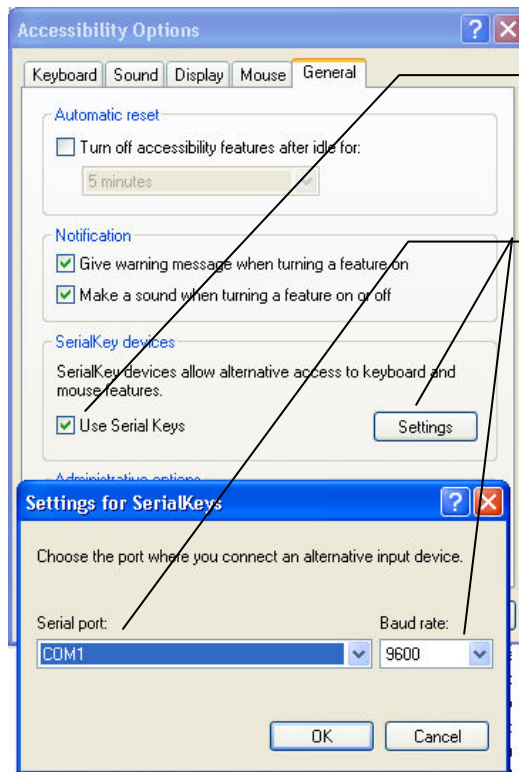 Accessibility Options
Keyboard Sound Display Mouse General
Automatic reset
Turn off accessibility features after idle for:
5 minutes
Notification
Give warning message when turning a feature on
Make a sound when turning a feature on or off
SerialKey devices
SerialKey devices allow alternative access to keyboard and
mouse features.
Use Serial Keys
Settings
Administrative options
Settings for SerialKeys
Choose the port where you connect an alternative input device.
Serial port:
Baud rate:
COM1
9600
OK
Cancel